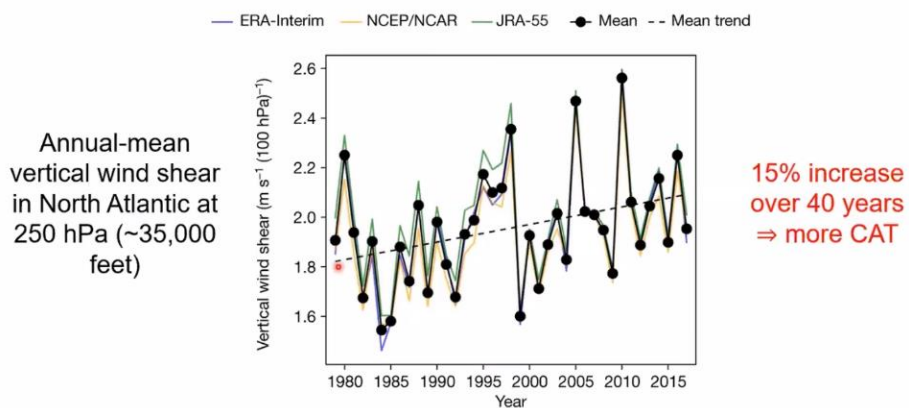 ERA-Interim NCEP/NCAR JRA-55 Mean Mean trend
Annual-mean
vertical wind shear
in North Atlantic at
250 hPa (~35,000
feet)
Vertical wind shear (m s⁻¹ (100 hPa)⁻¹)
2.6
2.4
2.2
2.0
1.8
1.6
1980 1985 1990 1995 2000 2005 2010 2015
Year
15% increase
over 40 years
⇒ more CAT